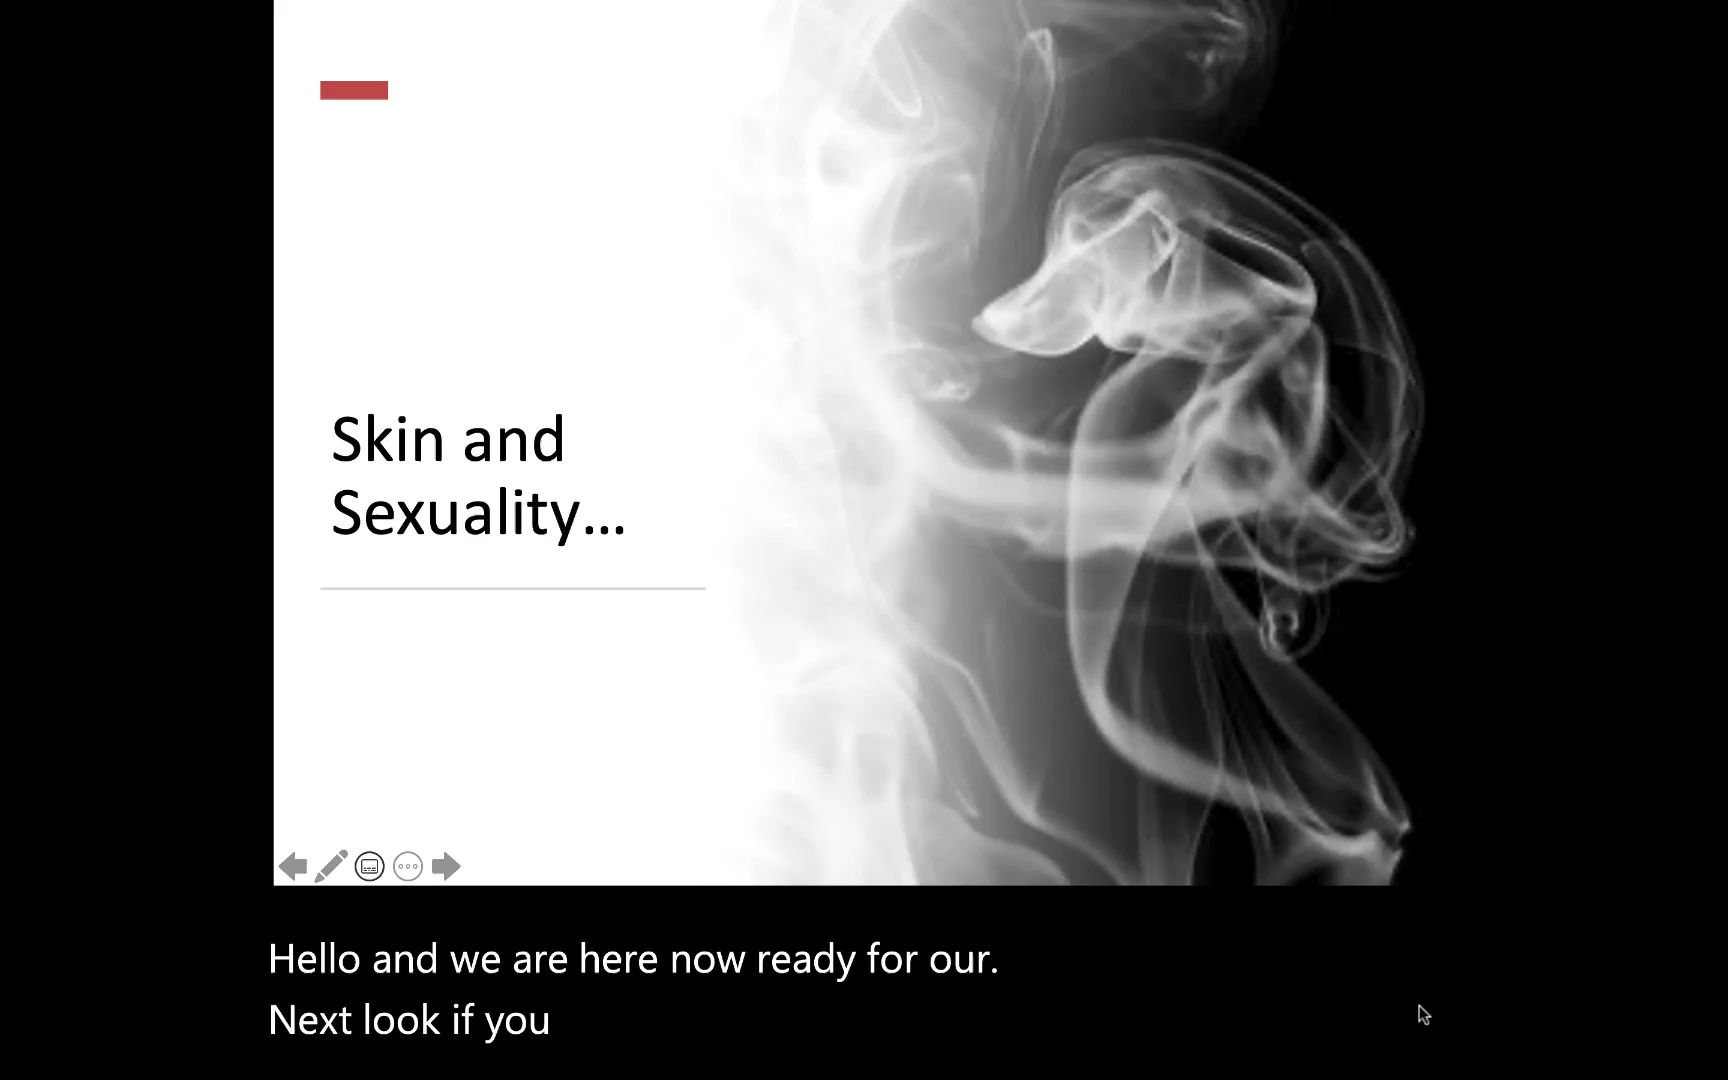 Skin and
Sexuality...
Hello and we are here now ready for our.
Next look if you